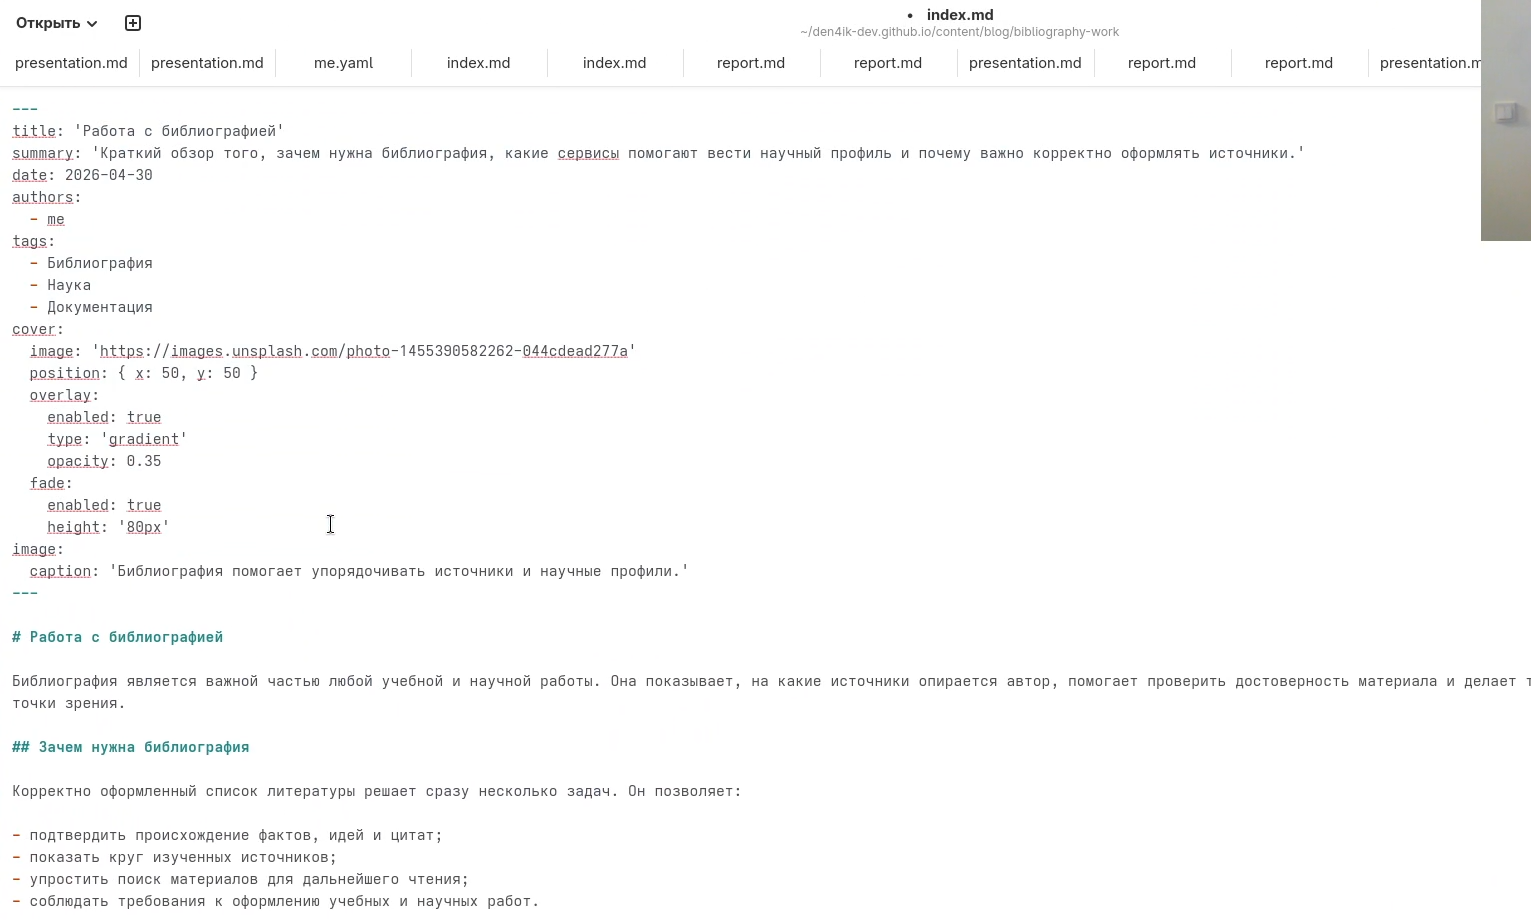 Открыть
• index.md
~/den4ik-dev.github.io/content/blog/bibliography-work
presentation.md presentation.md me.yaml index.md index.md report.md report.md presentation.md report.md report.md presentation.m
---
title: 'Работа с библиографией'
summary: 'Краткий обзор того, зачем нужна библиография, какие сервисы помогают вести научный профиль и почему важно корректно оформлять источники.'
date: 2026-04-30
authors:
  - me
tags:
  - Библиография
  - Наука
  - Документация
cover:
  image: 'https://images.unsplash.com/photo-1455390582262-044cdead277a'
  position: { x: 50, y: 50 }
  overlay:
    enabled: true
    type: 'gradient'
    opacity: 0.35
  fade:
    enabled: true
    height: '80px'
image:
  caption: 'Библиография помогает упорядочивать источники и научные профили.'
---
# Работа с библиографией
Библиография является важной частью любой учебной и научной работы. Она показывает, на какие источники опирается автор, помогает проверить достоверность материала и делает т
точки зрения.
## Зачем нужна библиография
Корректно оформленный список литературы решает сразу несколько задач. Он позволяет:
- подтвердить происхождение фактов, идей и цитат;
- показать круг изученных источников;
- упростить поиск материалов для дальнейшего чтения;
- соблюдать требования к оформлению учебных и научных работ.